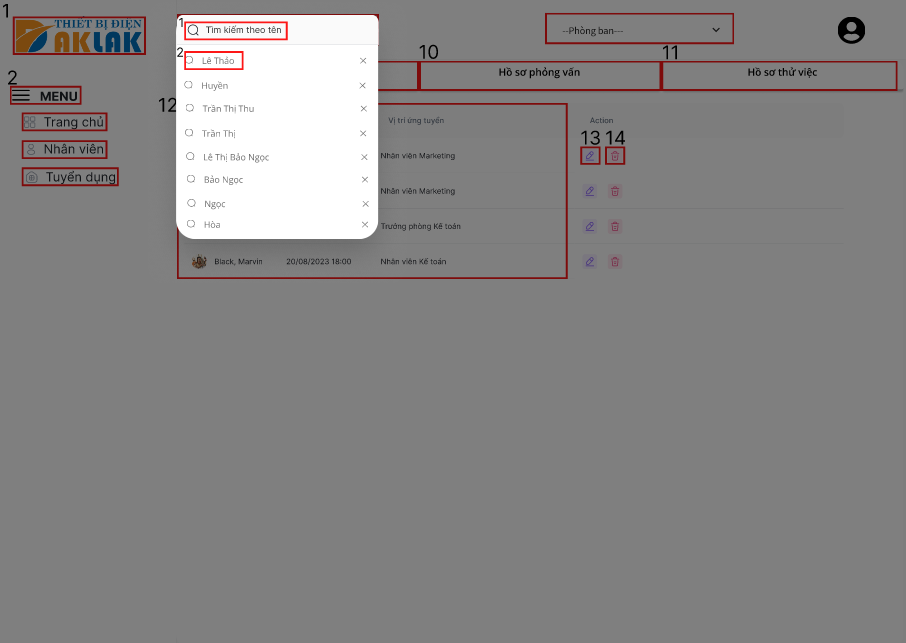 1
THIẾT BỊ ĐIỆN
AKLAK
2
MENU
Trang chủ
Nhân viên
Tuyển dụng
1
Tìm kiếm theo tên
2
Lê Thảo
Huyền
Trần Thị Thu
Trần Thị
Lê Thị Bảo Ngọc
Bảo Ngọc
Ngọc
Hòa
--Phòng ban---
10
Hồ sơ phỏng vấn
11
Hồ sơ thử việc
12
Vị trí ứng tuyển
Action
13 14
Nhân viên Marketing
Nhân viên Marketing
Trưởng phòng Kế toán
Black, Marvin 20/08/2023 18:00 Nhân viên Kế toán